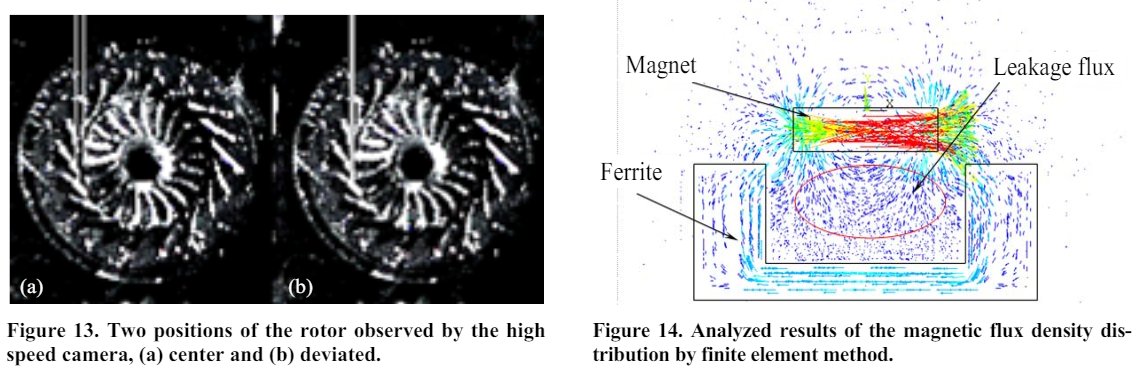 (a)
(b)
Figure 13. Two positions of the rotor observed by the high
speed camera, (a) center and (b) deviated.
Magnet
Leakage flux
Y
X
Ferrite
Figure 14. Analyzed results of the magnetic flux density dis-
tribution by finite element method.